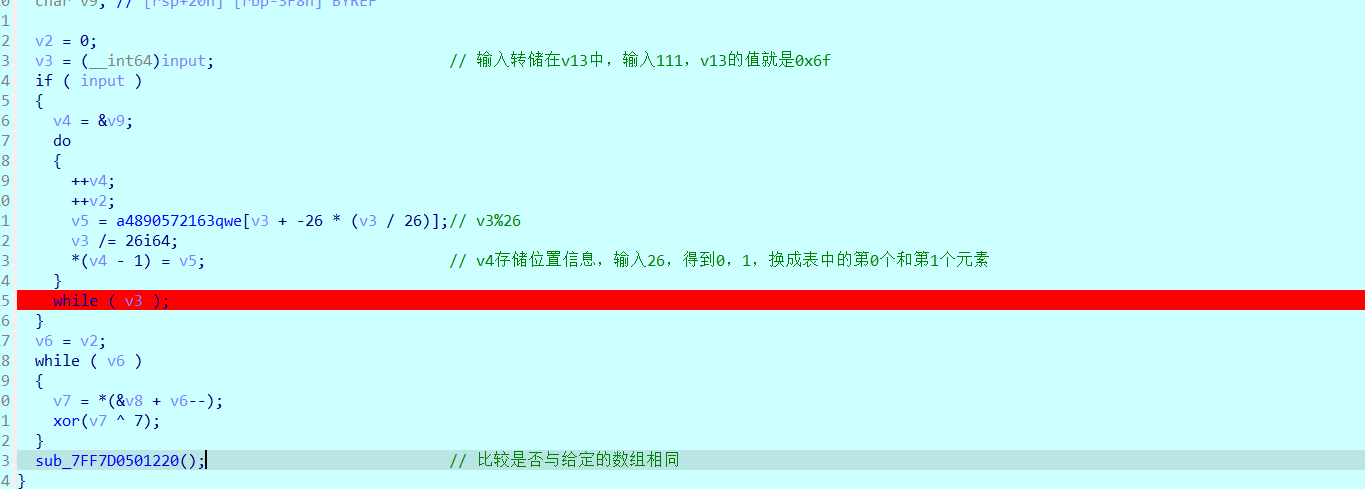 0 char v9; // [rsp+20h] [rbp-3F8h] BYREF
1
2 v2 = 0;
3 v3 = (__int64)input; // 输入转储在v13中，输入111，v13的值就是0x6f
4 if ( input )
5 {
6 v4 = &v9;
7 do
8 {
9 ++v4;
0 ++v2;
1 v5 = a4890572163qwe[v3 + -26 * (v3 / 26)];// v3%26
2 v3 /= 26i64;
3 *(v4 - 1) = v5; // v4存储位置信息，输入26，得到0，1，换成表中的第0个和第1个元素
4 }
5 while ( v3 );
6 }
7 v6 = v2;
8 while ( v6 )
9 {
0 v7 = *(&v8 + v6--);
1 xor(v7 ^ 7);
2 }
3 sub_7FF7D0501220(); // 比较是否与给定的数组相同
4 }